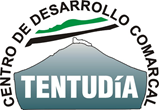 CENTRO DE DESARROLLO COMARCAL
TENTUDÍA